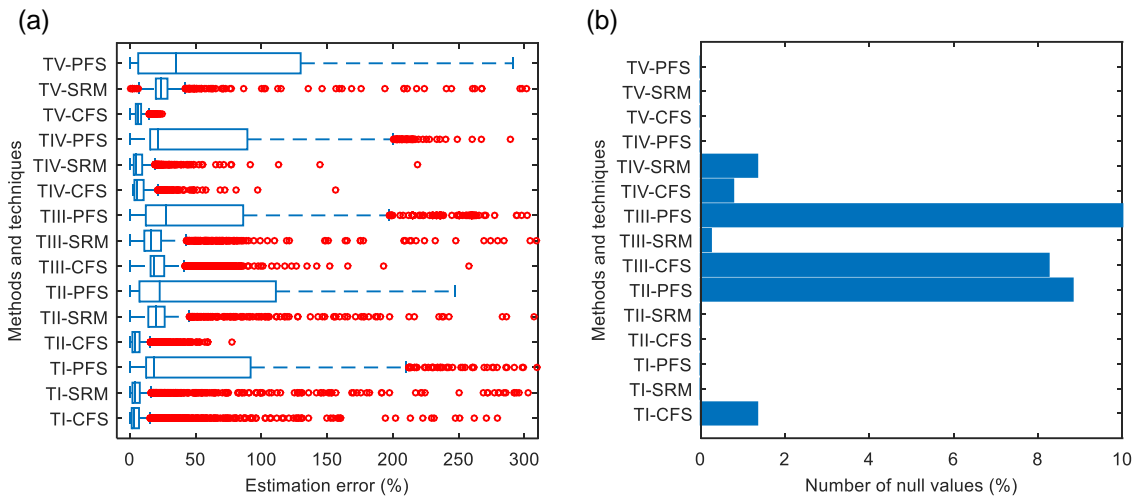 (a)
Methods and techniques
TV-PFS
TV-SRM
TV-CFS
TIV-PFS
TIV-SRM
TIV-CFS
TIII-PFS
TIII-SRM
TIII-CFS
TII-PFS
TII-SRM
TII-CFS
TI-PFS
TI-SRM
TI-CFS
0 50 100 150 200 250 300
Estimation error (%)
(b)
Methods and techniques
TV-PFS
TV-SRM
TV-CFS
TIV-PFS
TIV-SRM
TIV-CFS
TIII-PFS
TIII-SRM
TIII-CFS
TII-PFS
TII-SRM
TII-CFS
TI-PFS
TI-SRM
TI-CFS
0 2 4 6 8 10
Number of null values (%)